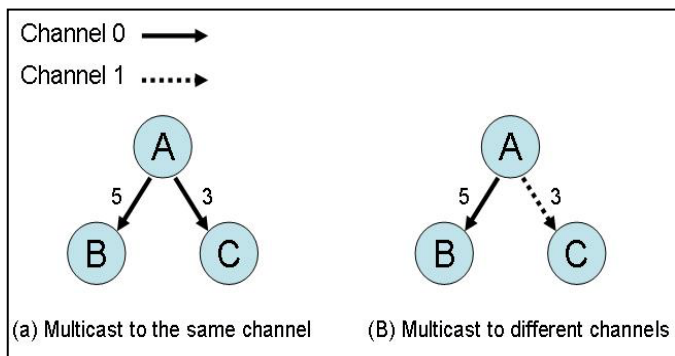 Channel 0
Channel 1
A
5
3
B
C
(a) Multicast to the same channel
A
5
3
B
C
(B) Multicast to different channels